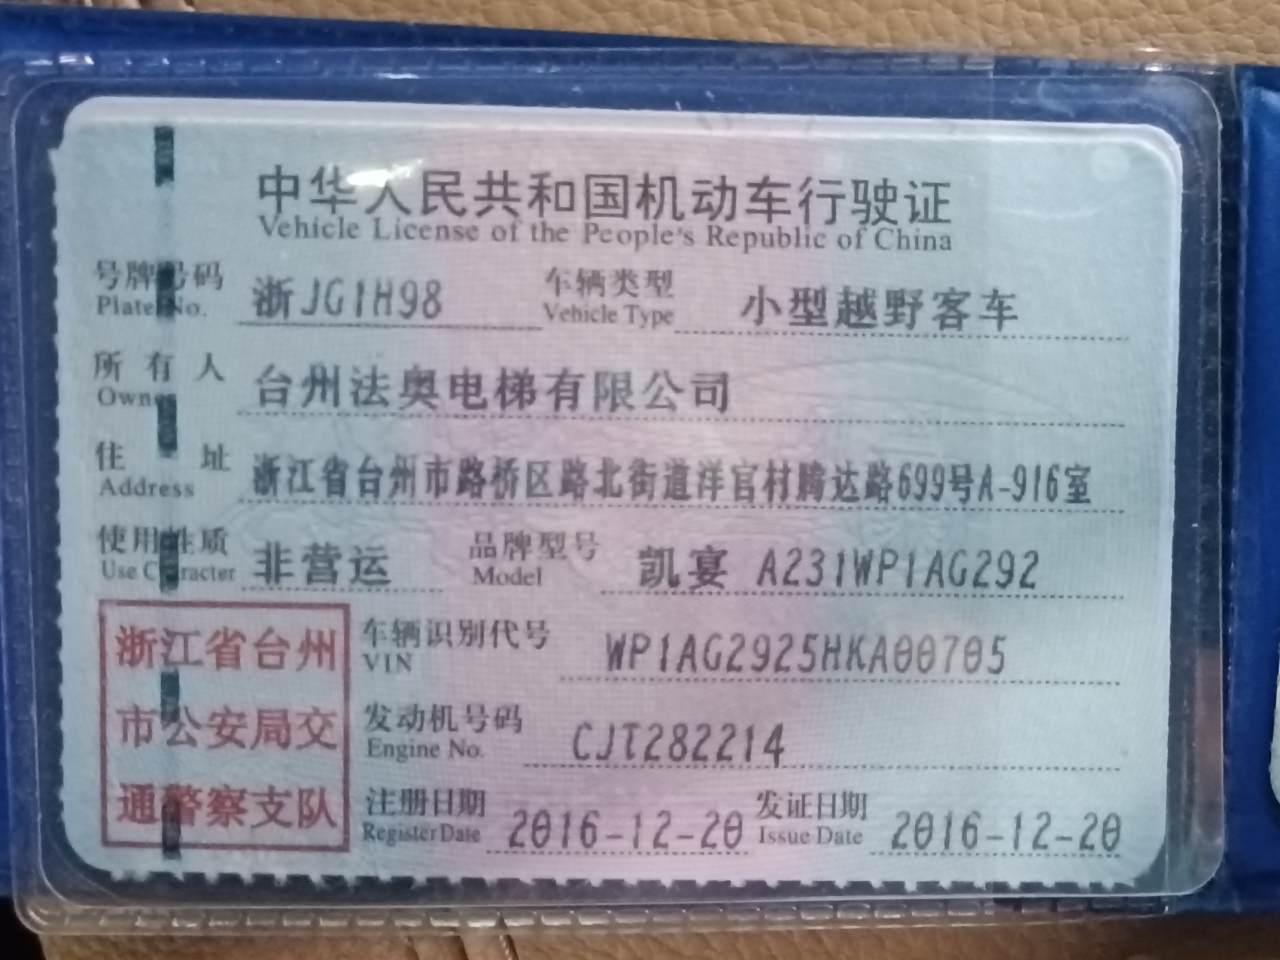 中华人民共和国机动车行驶证
Vehicle License of the People's Republic of China
号牌号码 浙JG1H98 车辆类型 小型越野客车
Plate No. Vehicle Type
所有人 台州法奥电梯有限公司
Owner
住址 浙江省台州市路桥区路北街道洋官村腾达路699号A-916室
Address
使用性质 非营运 品牌型号 凯宴 A231WP1AG292
Use Character Model
浙江省台州
市公安局交
通警察支队
车辆识别代号 WP1AG2925HKA00705
VIN
发动机号码 CJT282214
Engine No.
注册日期 2016-12-20 发证日期 2016-12-20
Register Date Issue Date